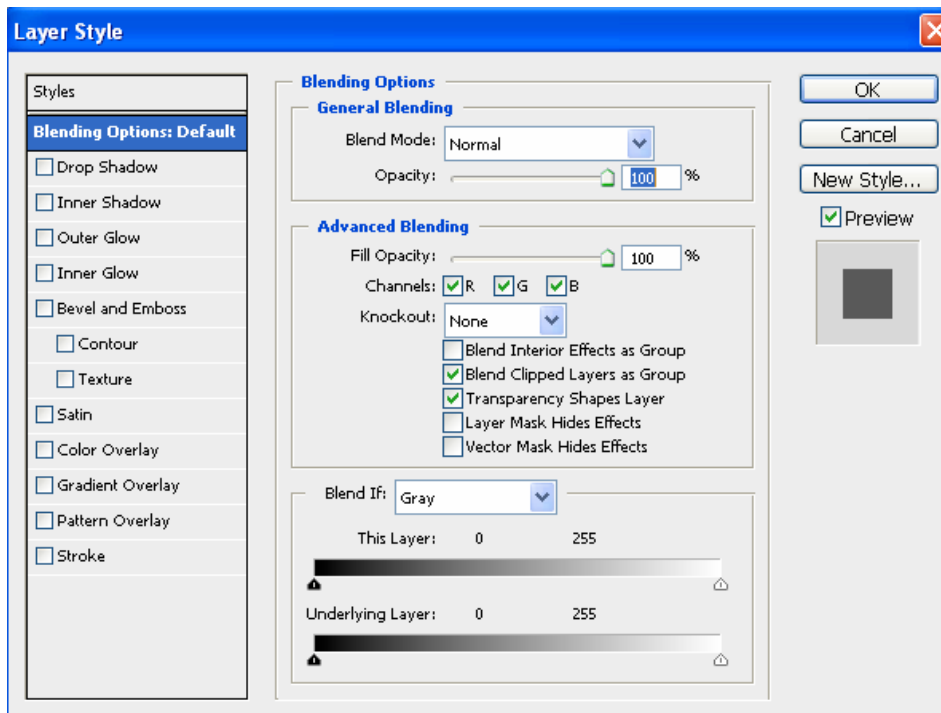 Layer Style
Styles
Blending Options: Default
Drop Shadow
Inner Shadow
Outer Glow
Inner Glow
Bevel and Emboss
Contour
Texture
Satin
Color Overlay
Gradient Overlay
Pattern Overlay
Stroke
Blending Options
General Blending
Blend Mode: Normal
Opacity: 100 %
Advanced Blending
Fill Opacity: 100 %
Channels: R G B
Knockout: None
Blend Interior Effects as Group
Blend Clipped Layers as Group
Transparency Shapes Layer
Layer Mask Hides Effects
Vector Mask Hides Effects
Blend If: Gray
This Layer: 0 255
Underlying Layer: 0 255
OK
Cancel
New Style...
Preview